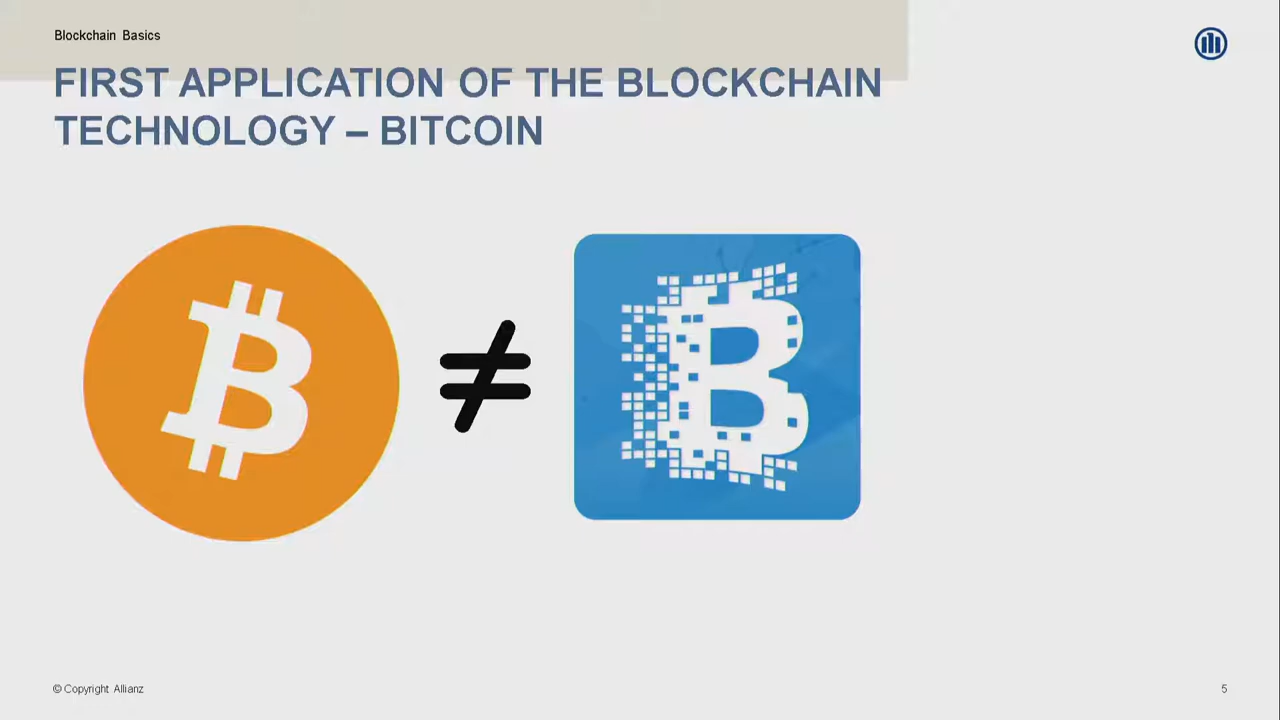 Blockchain Basics
FIRST APPLICATION OF THE BLOCKCHAIN
TECHNOLOGY – BITCOIN
≠
© Copyright Allianz
5